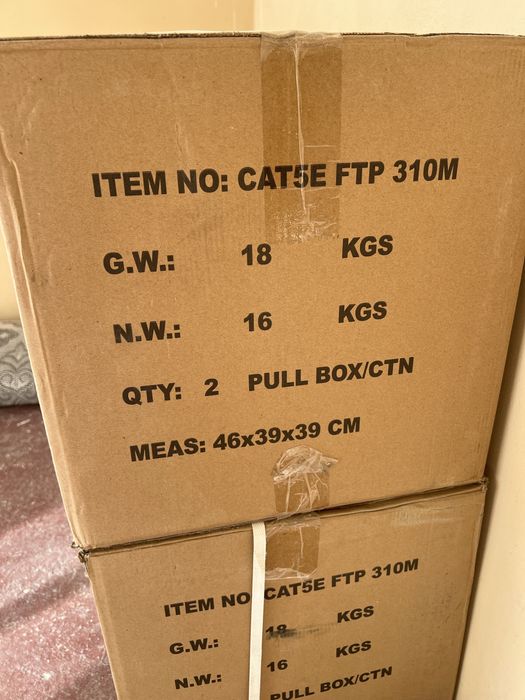 ITEM NO: CAT5E FTP 310M
G.W.: 18 KGS
N.W.: 16 KGS
QTY: 2 PULL BOX/CTN
MEAS: 46x39x39 CM
ITEM NO CAT5E FTP 310M
G.W.: 18 KGS
N.W.: 16 KGS
PULL BOX/CTN